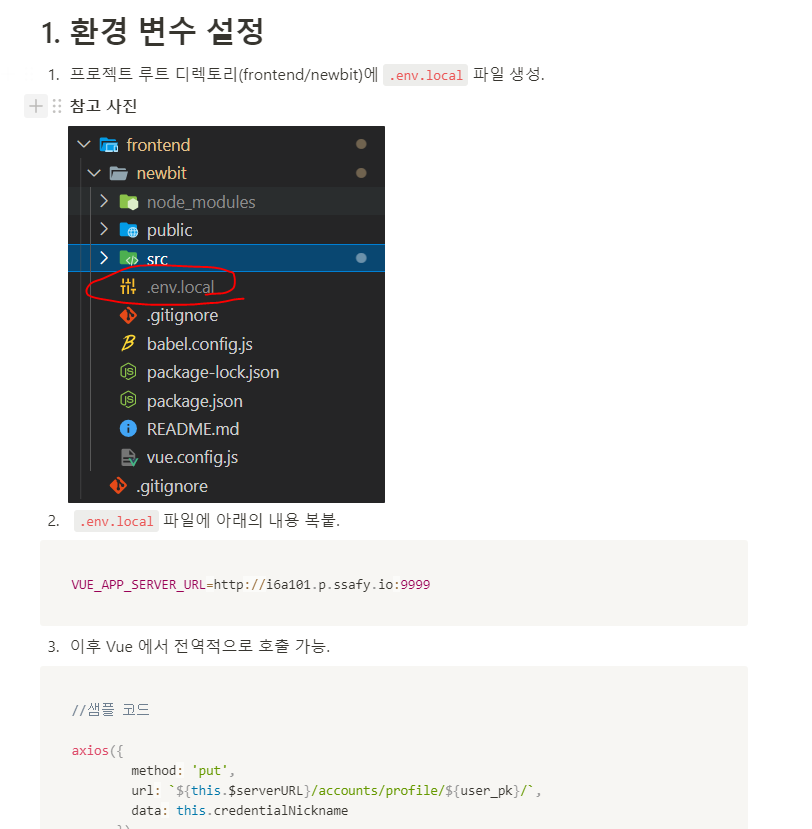 1. 환경 변수 설정
1. 프로젝트 루트 디렉토리(frontend/newbit)에 .env.local 파일 생성.
참고 사진
frontend
newbit
node_modules
public
src
.env.local
.gitignore
babel.config.js
package-lock.json
package.json
README.md
vue.config.js
.gitignore
2. .env.local 파일에 아래의 내용 복붙.
VUE_APP_SERVER_URL=http://i6a101.p.ssafy.io:9999
3. 이후 Vue 에서 전역적으로 호출 가능.
//샘플 코드
axios({
method: 'put',
url: `${this.$serverURL}/accounts/profile/${user_pk}/`,
data: this.credentialNickname